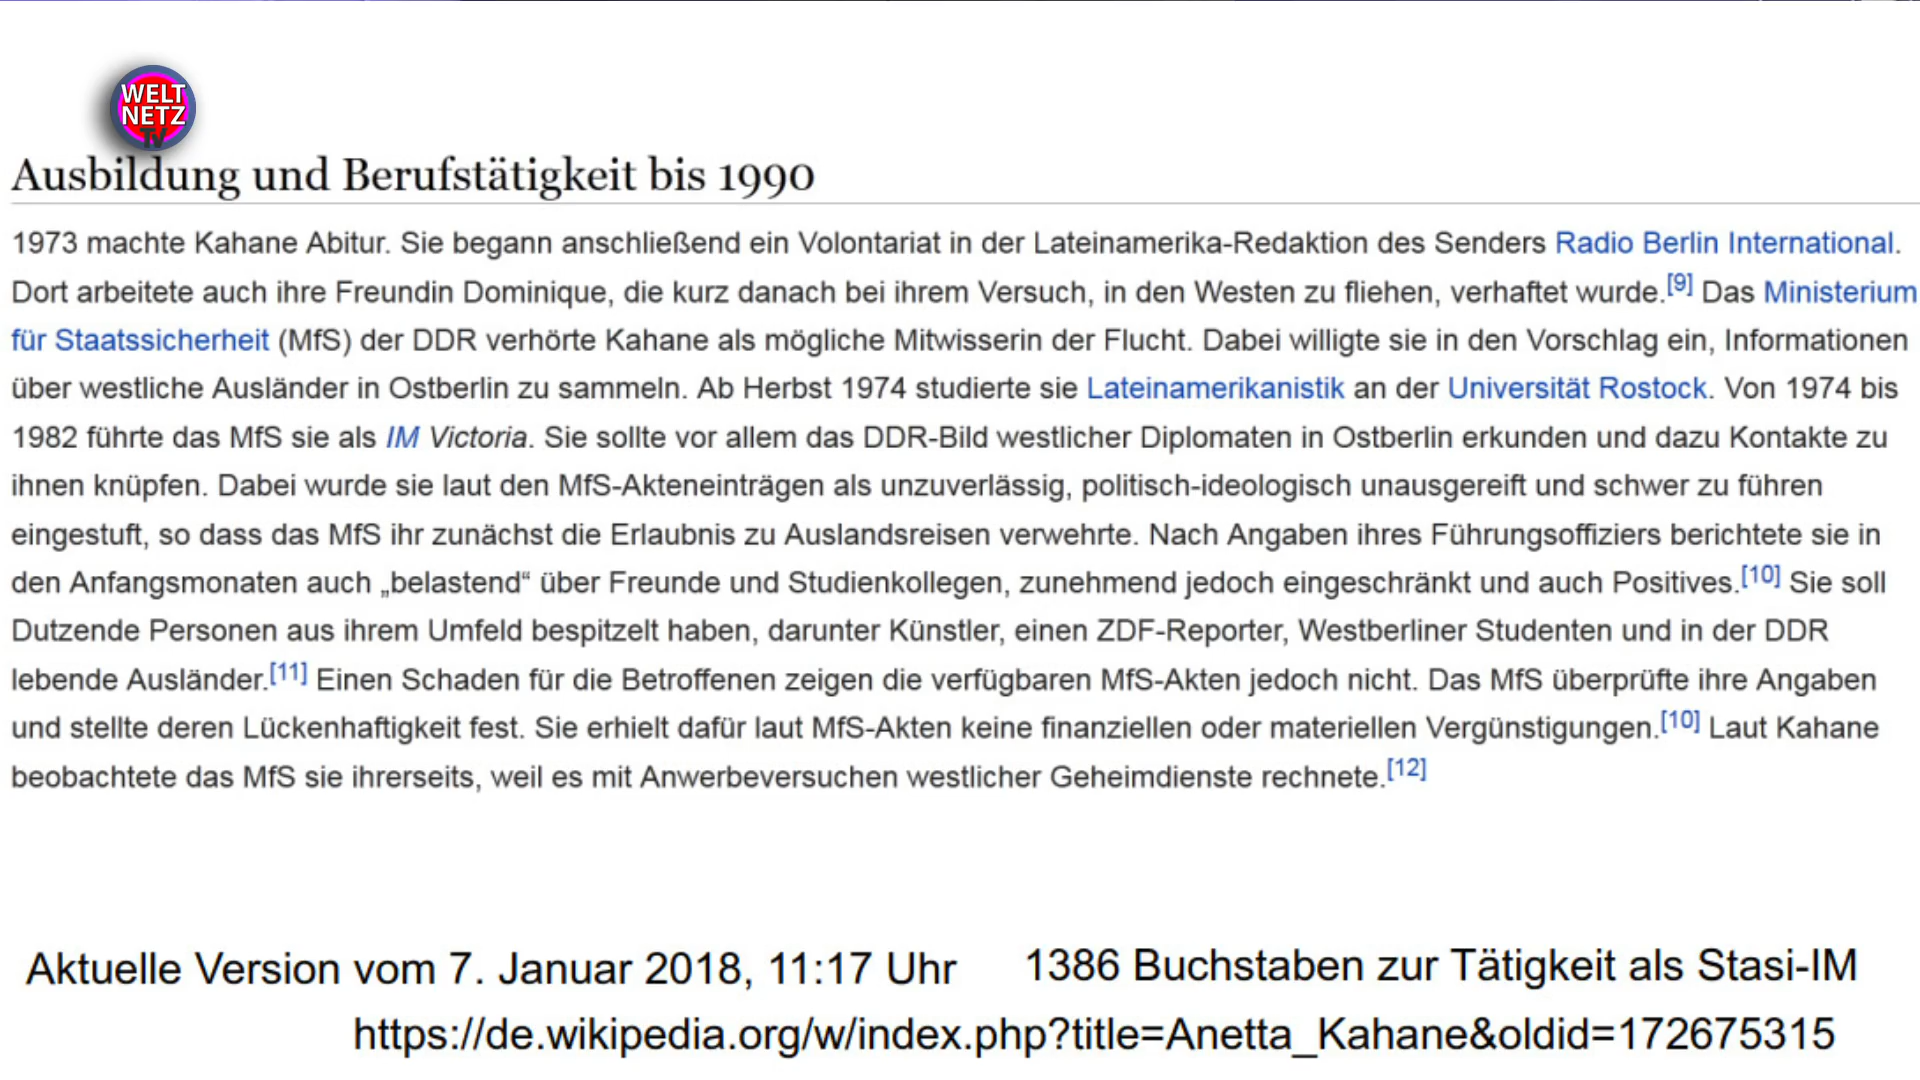 WELT
NETZ
TV
Ausbildung und Berufstätigkeit bis 1990
1973 machte Kahane Abitur. Sie begann anschließend ein Volontariat in der Lateinamerika-Redaktion des Senders Radio Berlin International.
Dort arbeitete auch ihre Freundin Dominique, die kurz danach bei ihrem Versuch, in den Westen zu fliehen, verhaftet wurde.[9] Das Ministerium
für Staatssicherheit (MfS) der DDR verhörte Kahane als mögliche Mitwisserin der Flucht. Dabei willigte sie in den Vorschlag ein, Informationen
über westliche Ausländer in Ostberlin zu sammeln. Ab Herbst 1974 studierte sie Lateinamerikanistik an der Universität Rostock. Von 1974 bis
1982 führte das MfS sie als IM Victoria. Sie sollte vor allem das DDR-Bild westlicher Diplomaten in Ostberlin erkunden und dazu Kontakte zu
ihnen knüpfen. Dabei wurde sie laut den MfS-Akteneinträgen als unzuverlässig, politisch-ideologisch unausgereift und schwer zu führen
eingestuft, so dass das MfS ihr zunächst die Erlaubnis zu Auslandsreisen verwehrte. Nach Angaben ihres Führungsoffiziers berichtete sie in
den Anfangsmonaten auch „belastend“ über Freunde und Studienkollegen, zunehmend jedoch eingeschränkt und auch Positives.[10] Sie soll
Dutzende Personen aus ihrem Umfeld bespitzelt haben, darunter Künstler, einen ZDF-Reporter, Westberliner Studenten und in der DDR
lebende Ausländer.[11] Einen Schaden für die Betroffenen zeigen die verfügbaren MfS-Akten jedoch nicht. Das MfS überprüfte ihre Angaben
und stellte deren Lückenhaftigkeit fest. Sie erhielt dafür laut MfS-Akten keine finanziellen oder materiellen Vergünstigungen.[10] Laut Kahane
beobachtete das MfS sie ihrerseits, weil es mit Anwerbeversuchen westlicher Geheimdienste rechnete.[12]
Aktuelle Version vom 7. Januar 2018, 11:17 Uhr 1386 Buchstaben zur Tätigkeit als Stasi-IM
https://de.wikipedia.org/w/index.php?title=Anetta_Kahane&oldid=172675315